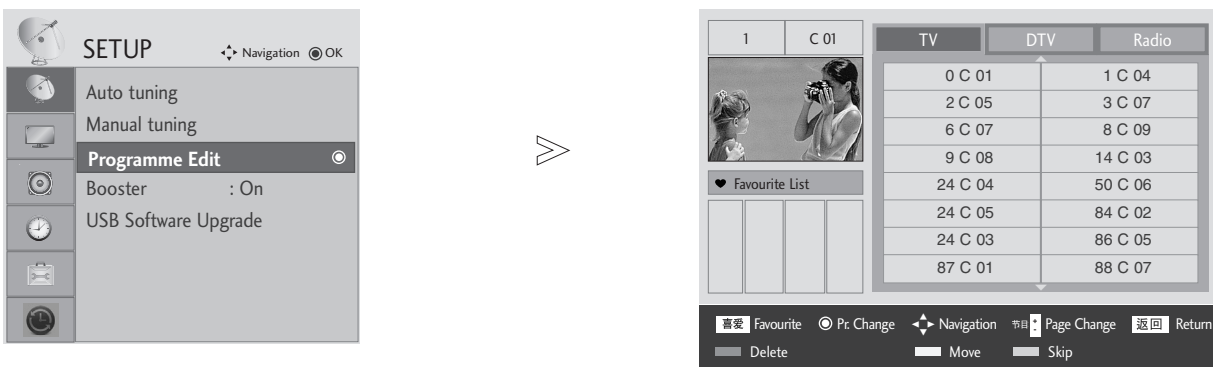 SETUP
Navigation OK
Auto tuning
Manual tuning
Programme Edit
Booster : On
USB Software Upgrade
1 C 01
TV DTV Radio
0 C 01 1 C 04
2 C 05 3 C 07
6 C 07 8 C 09
9 C 08 14 C 03
24 C 04 50 C 06
24 C 05 84 C 02
24 C 03 86 C 05
87 C 01 88 C 07
Favourite List
喜爱 Favourite Pr. Change Navigation 节目 + - Page Change 返回 Return
Delete Move Skip